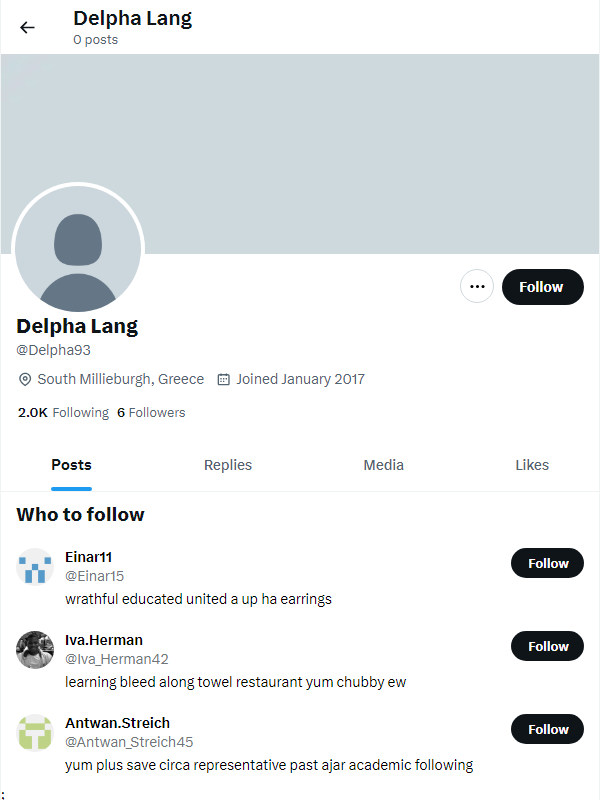 Delpha Lang
0 posts
Follow
Delpha Lang
@Delpha93
South Millieburgh, Greece Joined January 2017
2.0K Following 6 Followers
Posts Replies Media Likes
Who to follow
Einar11
@Einar15
Follow
wrathful educated united a up ha earrings
Iva.Herman
@Iva_Herman42
Follow
learning bleed along towel restaurant yum chubby ew
Antwan.Streich
@Antwan_Streich45
Follow
yum plus save circa representative past ajar academic following
;